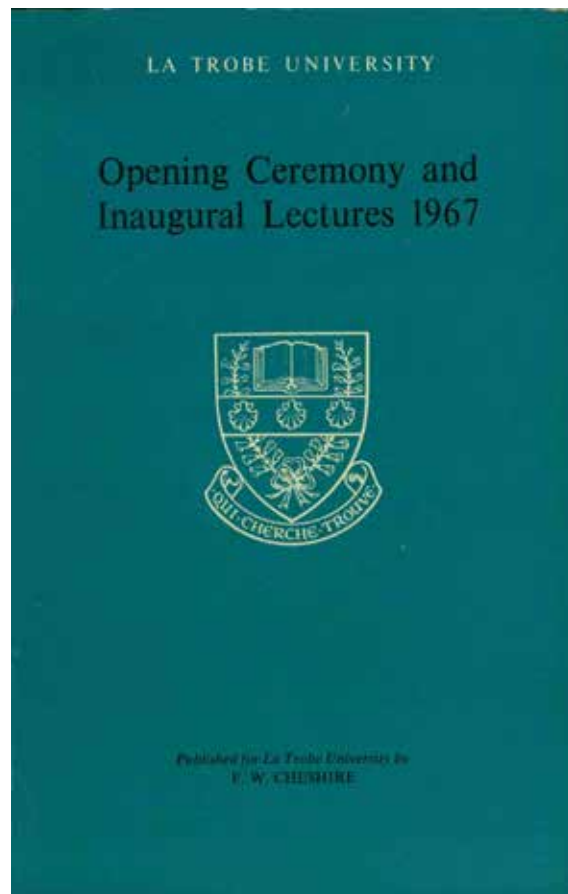 LA TROBE UNIVERSITY
Opening Ceremony and
Inaugural Lectures 1967
QUI·CHERCHE·TROUVE
Published for La Trobe University by
F. W. CHESHIRE